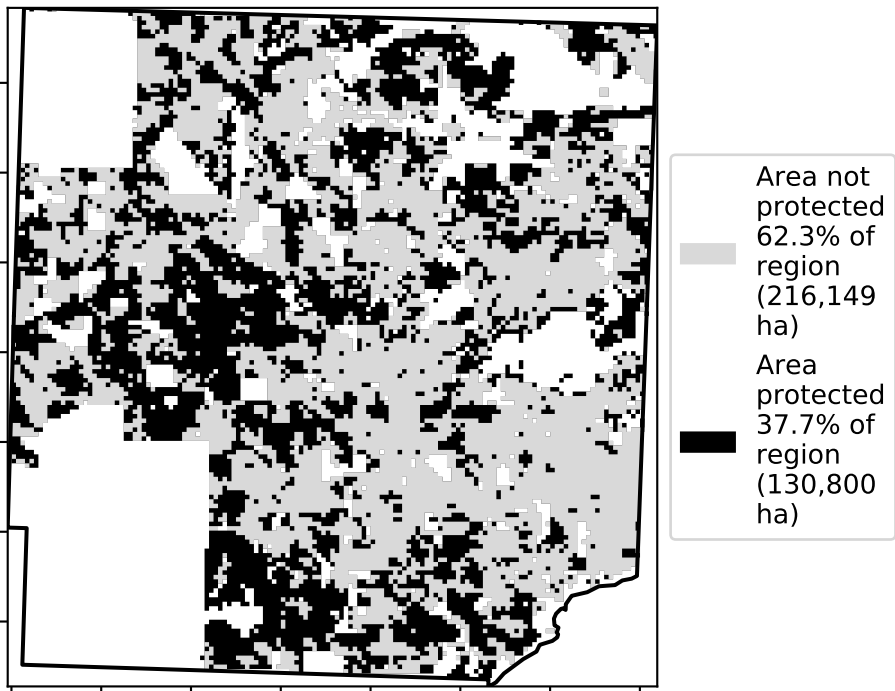 Area not
protected
62.3% of
region
(216,149
ha)
Area
protected
37.7% of
region
(130,800
ha)